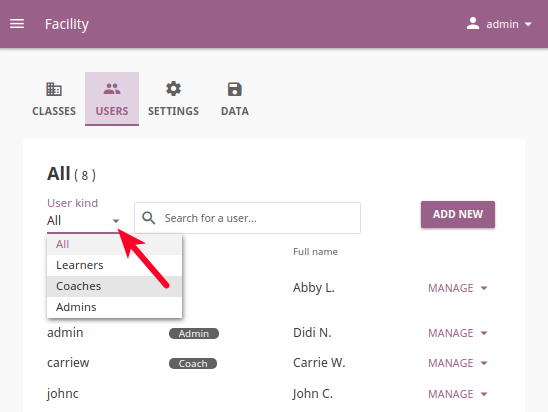 Facility
admin
CLASSES USERS SETTINGS DATA
All ( 8 )
User kind
All
Search for a user...
ADD NEW
All
Learners
Coaches
Admins
Full name
Abby L. MANAGE
admin Admin Didi N. MANAGE
carriew Coach Carrie W. MANAGE
johnc John C. MANAGE